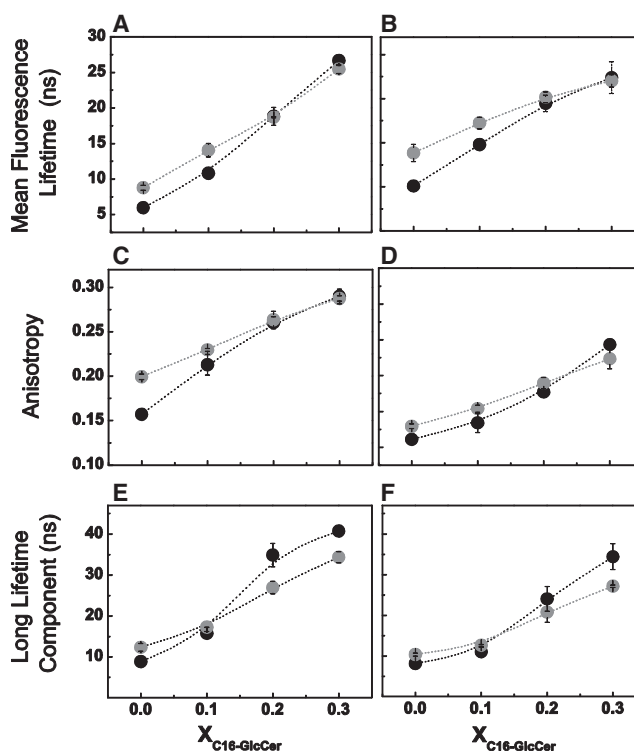 A
B
Mean Fluorescence
Lifetime (ns)
30
25
20
15
10
5
C
D
Anisotropy
0.30
0.25
0.20
0.15
0.10
E
F
Long Lifetime
Component (ns)
40
30
20
10
0.0 0.1 0.2 0.3
0.0 0.1 0.2 0.3
XC16-GlcCer
XC16-GlcCer